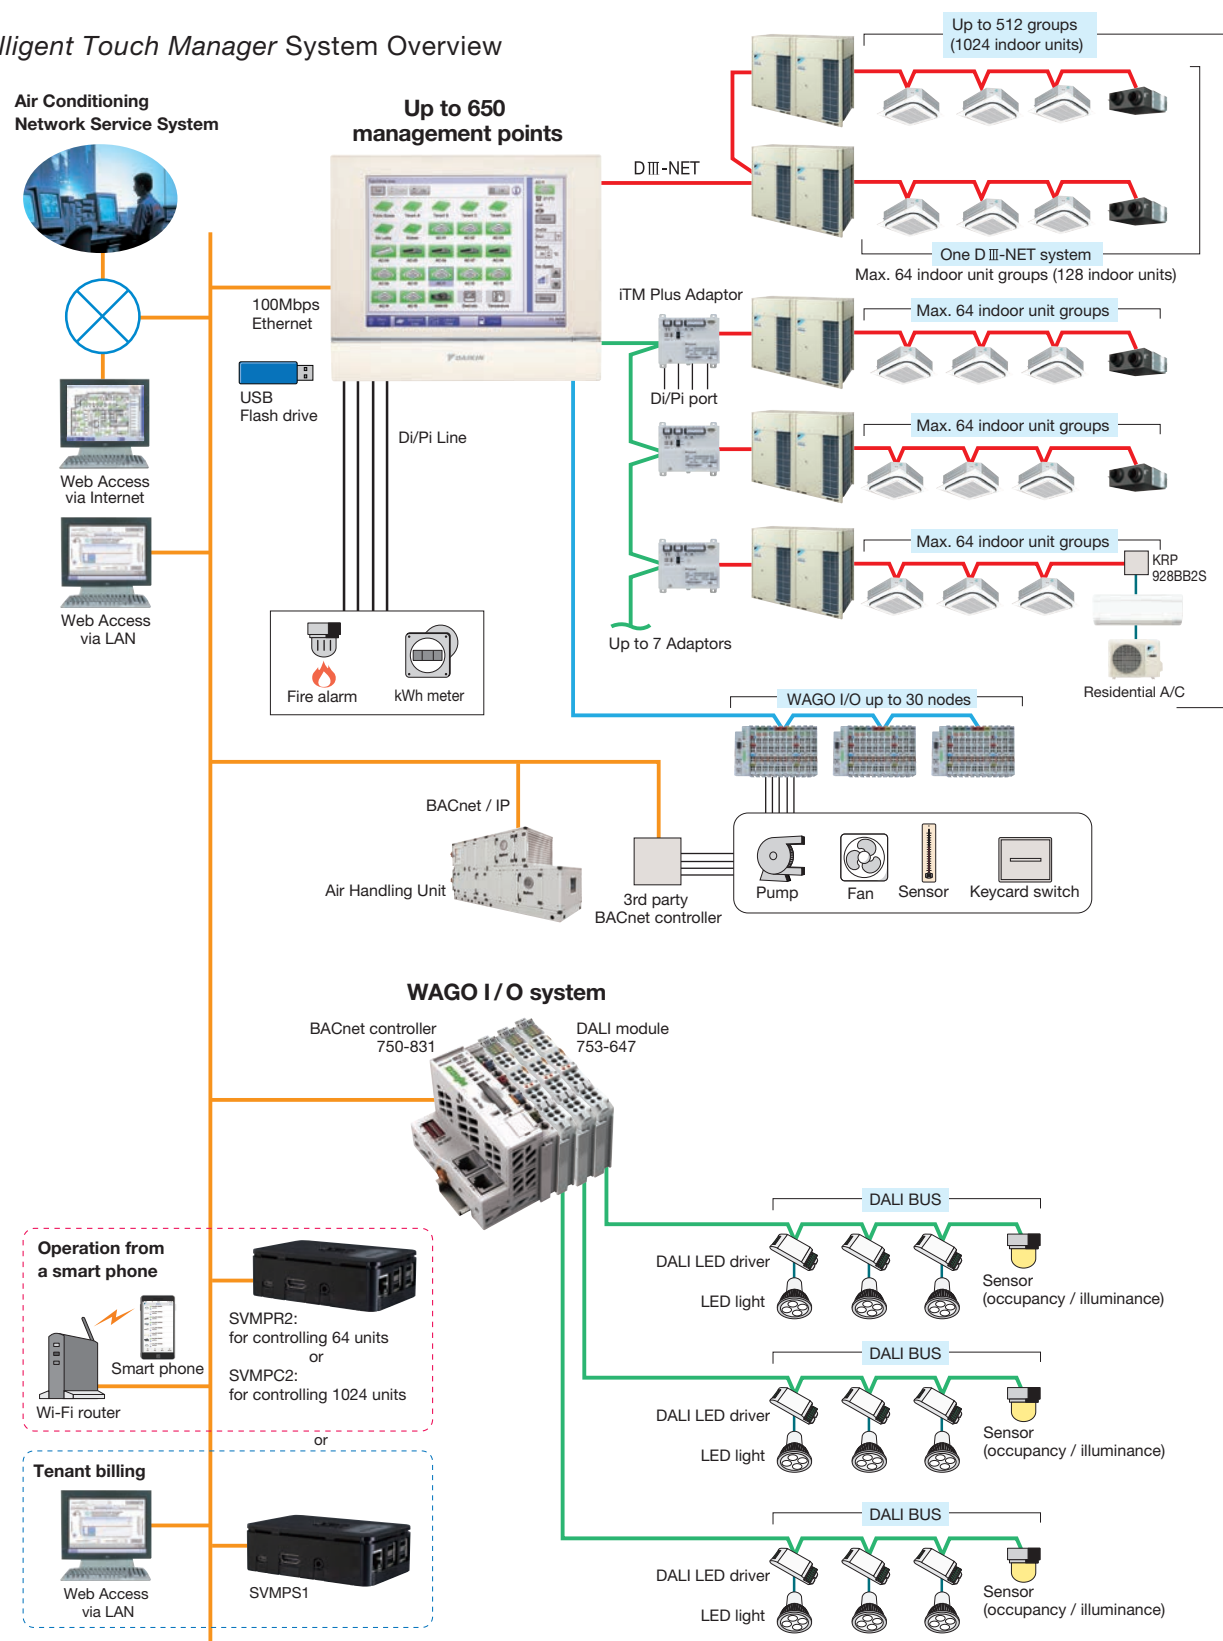 lligent Touch Manager System Overview
Up to 512 groups
(1024 indoor units)
Air Conditioning
Network Service System
Up to 650
management points
DⅢ-NET
One DⅢ-NET system
Max. 64 indoor unit groups (128 indoor units)
100Mbps
Ethernet
iTM Plus Adaptor
Max. 64 indoor unit groups
DAIKIN
USB
Flash drive
Di/Pi port
Di/Pi Line
Max. 64 indoor unit groups
Web Access
via Internet
Max. 64 indoor unit groups
KRP
928BB2S
Web Access
via LAN
Up to 7 Adaptors
Fire alarm
kWh meter
Residential A/C
WAGO I/O up to 30 nodes
BACnet / IP
Air Handling Unit
3rd party
BACnet controller
Pump
Fan
Sensor
Keycard switch
WAGO I/O system
BACnet controller
750-831
DALI module
753-647
DALI BUS
DALI LED driver
LED light
Sensor
(occupancy / illuminance)
Operation from
a smart phone
Smart phone
Wi-Fi router
SVMPR2:
for controlling 64 units
or
SVMPC2:
for controlling 1024 units
DALI BUS
DALI LED driver
LED light
Sensor
(occupancy / illuminance)
or
Tenant billing
Web Access
via LAN
SVMPS1
DALI BUS
DALI LED driver
LED light
Sensor
(occupancy / illuminance)